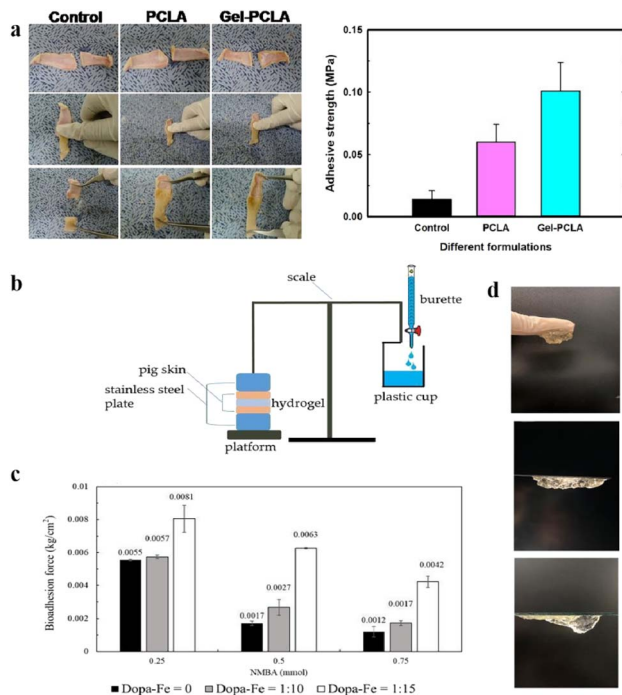 a
Control PCLA Gel-PCLA
Adhesive strength (MPa)
0.15
0.10
0.05
0.00
Control PCLA Gel-PCLA
Different formulations
b
scale
burette
pig skin
stainless steel
plate
hydrogel
plastic cup
platform
c
Bioadhesion force (kg/cm²)
0.01
0.008
0.006
0.004
0.002
0
0.0055 0.0057 0.0081
0.0017 0.0027 0.0063
0.0012 0.0017 0.0042
0.25 0.5 0.75
NMBA (mmol)
Dopa-Fe = 0 Dopa-Fe = 1:10 Dopa-Fe = 1:15
d